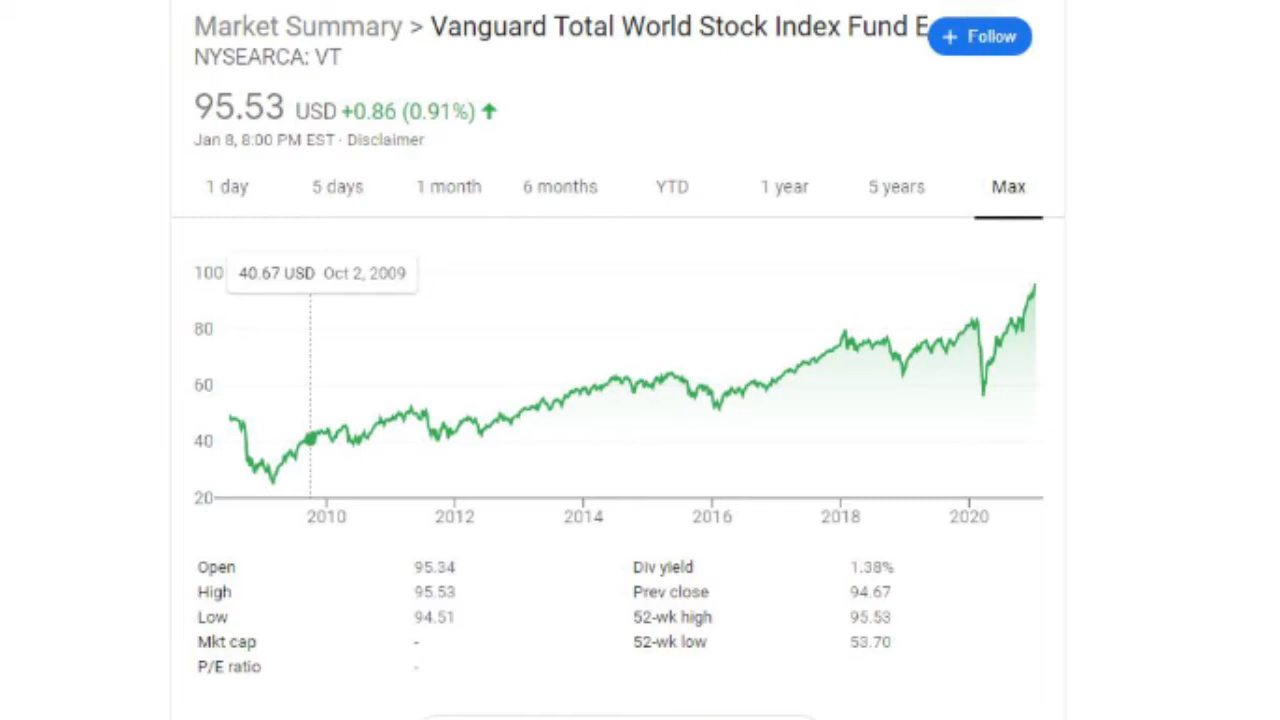 Market Summary > Vanguard Total World Stock Index Fund E
+ Follow
NYSEARCA: VT
95.53 USD +0.86 (0.91%) ↑
Jan 8, 8:00 PM EST · Disclaimer
1 day 5 days 1 month 6 months YTD 1 year 5 years Max
40.67 USD Oct 2, 2009
100
80
60
40
20
2010 2012 2014 2016 2018 2020
Open 95.34 Div yield 1.38%
High 95.53 Prev close 94.67
Low 94.51 52-wk high 95.53
Mkt cap - 52-wk low 53.70
P/E ratio -